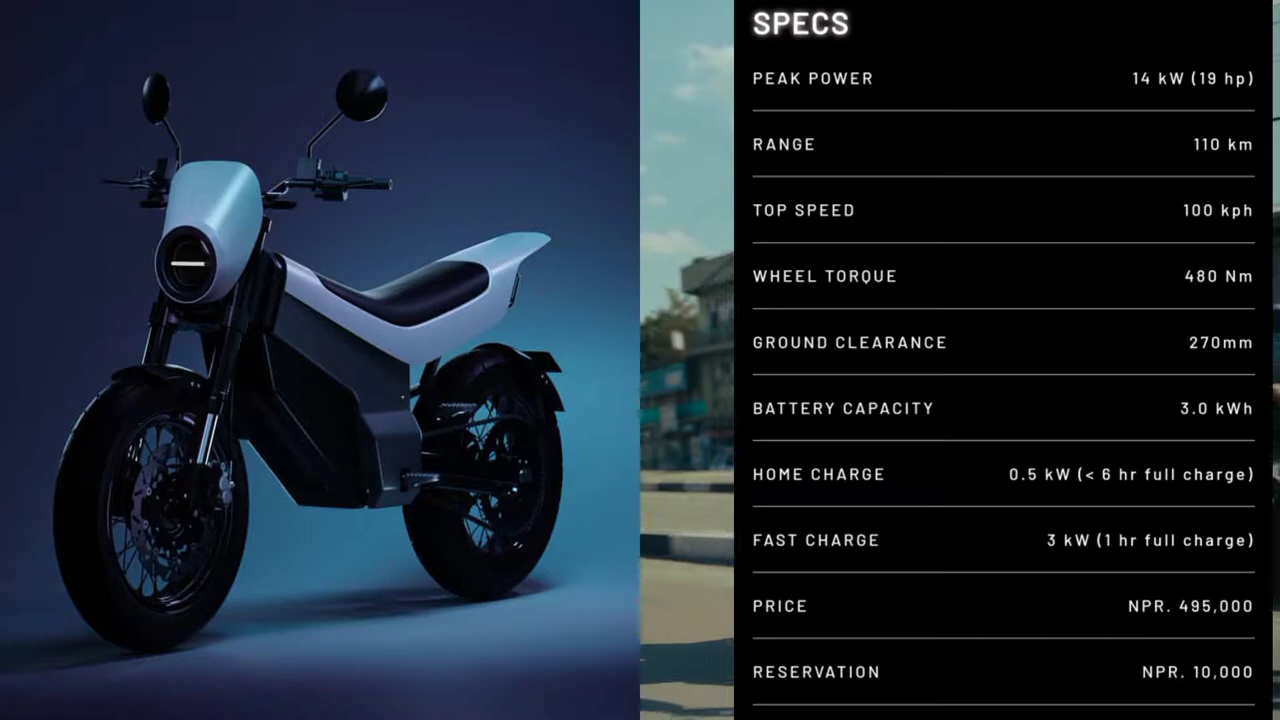 SPECS
PEAK POWER 14 kW (19 hp)
RANGE 110 km
TOP SPEED 100 kph
WHEEL TORQUE 480 Nm
GROUND CLEARANCE 270mm
BATTERY CAPACITY 3.0 kWh
HOME CHARGE 0.5 kW (< 6 hr full charge)
FAST CHARGE 3 kW (1 hr full charge)
PRICE NPR. 495,000
RESERVATION NPR. 10,000